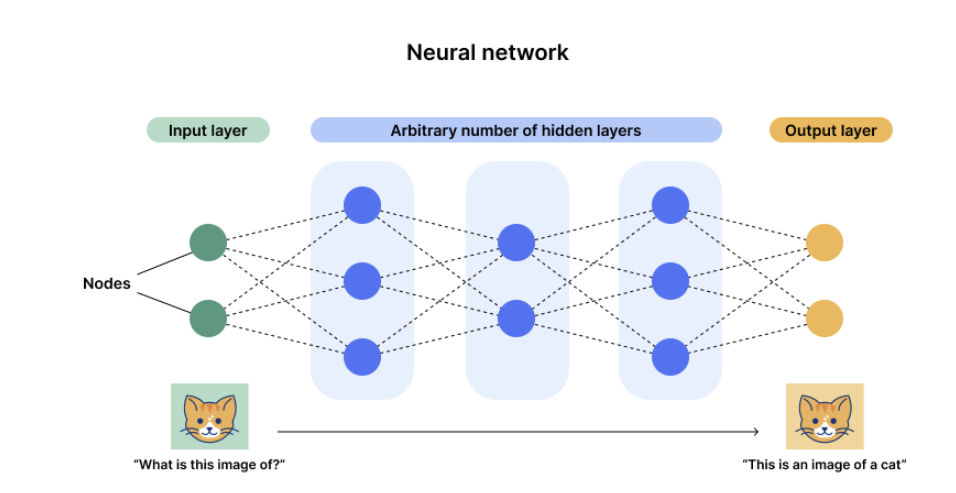 Neural network
Input layer
Arbitrary number of hidden layers
Output layer
Nodes
“What is this image of?”
“This is an image of a cat”